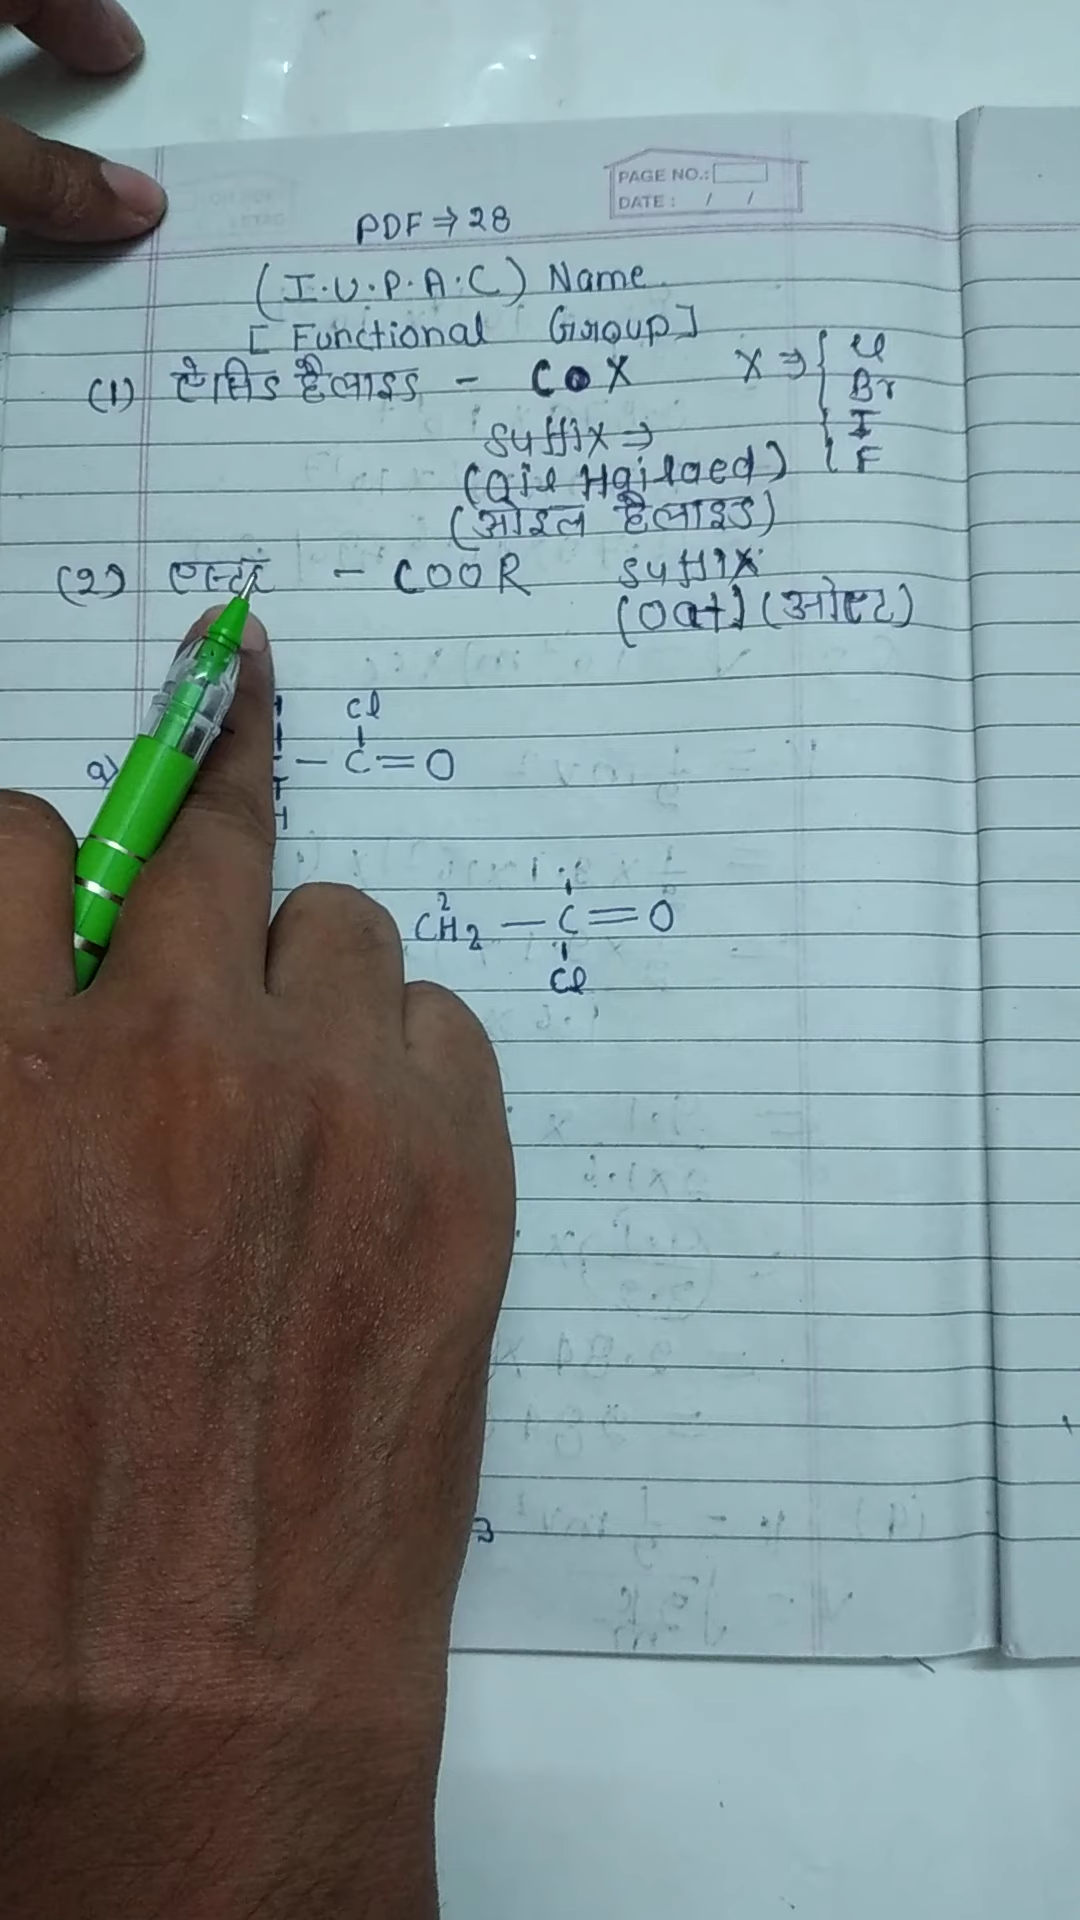 PAGE NO.:
DATE: / /
PDF ⇒ 28
(I.U.P.A.C) Name
[Functional Group]
(1) ऐसिड हैलाइड - COX X ⇒ { Cl
Br
I
F
Suffix ⇒
(Oil Hailaed)
(ओइल हैलाइड)
(2) एस्टर - COOR Suffix
(Oat) (ओएट)
Cl
a) - C = O
H
CH2 - C = O
2
Cl